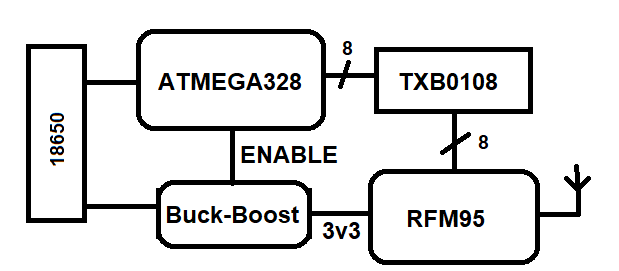 8
ATMEGA328
TXB0108
18650
8
ENABLE
Buck-Boost
3v3
RFM95